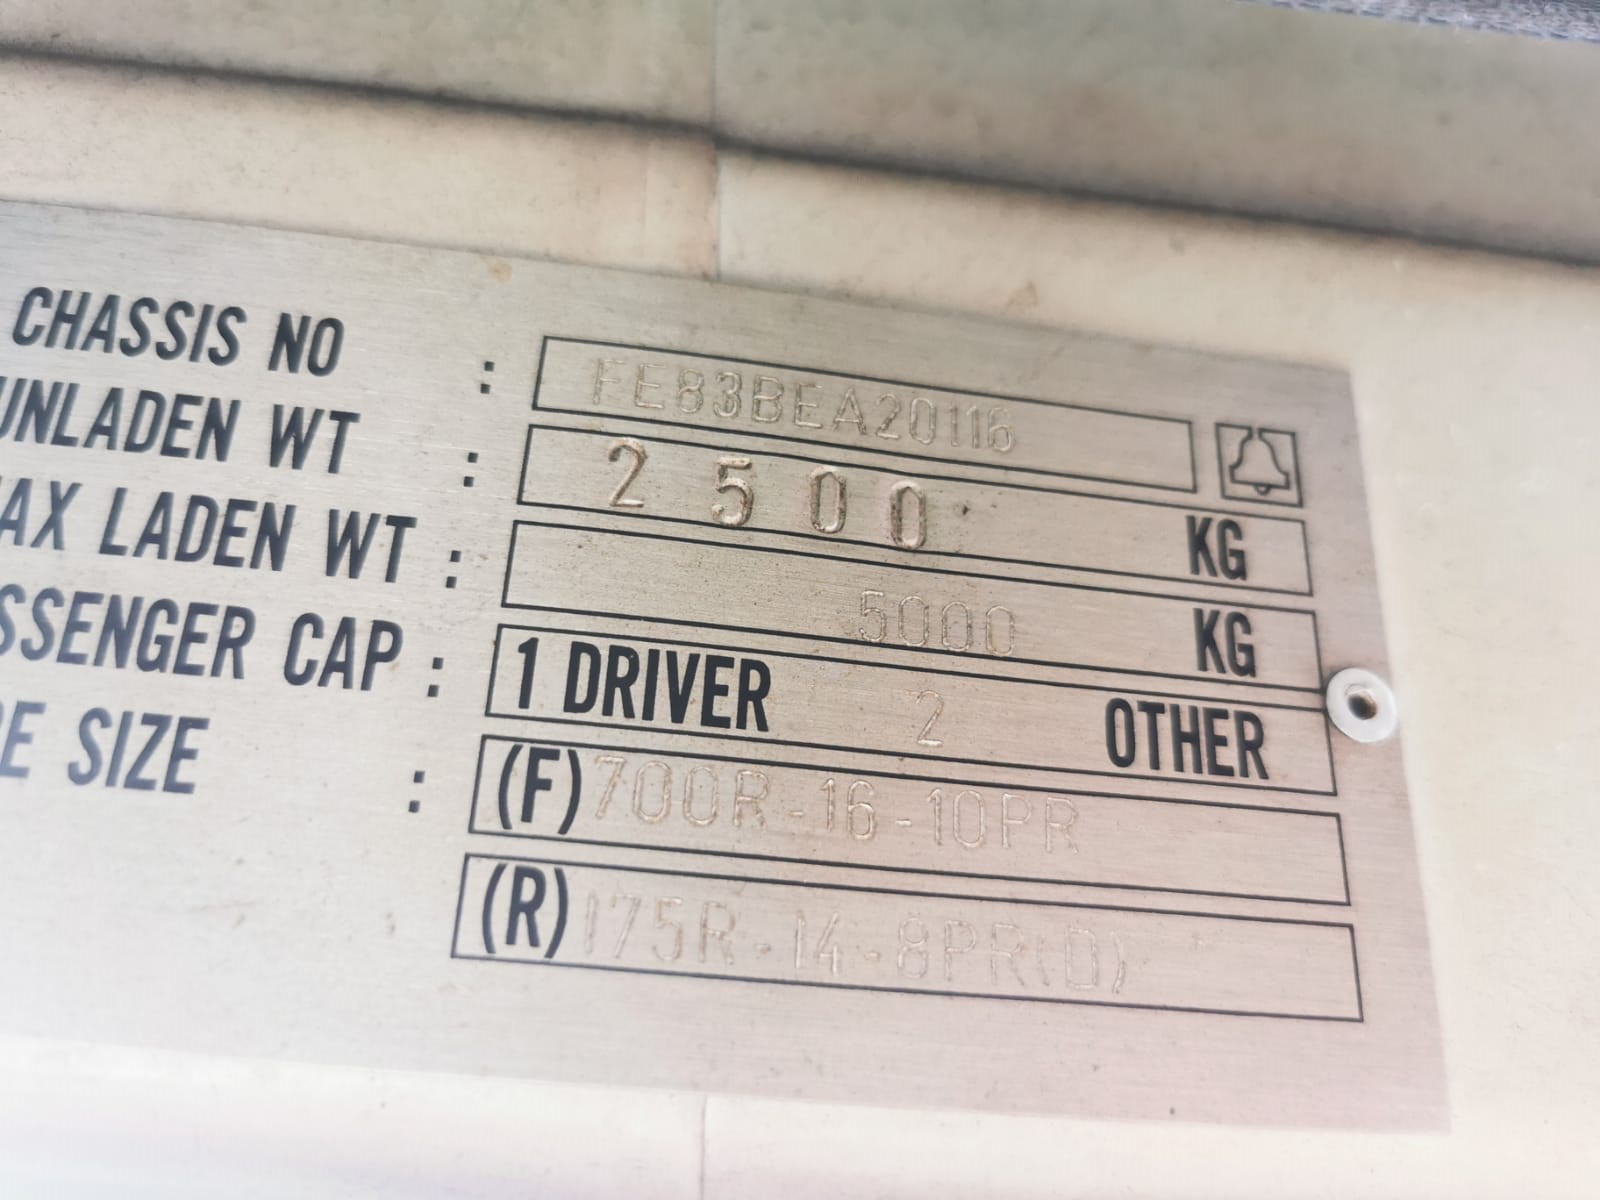 CHASSIS NO : FE83BEA20116
UNLADEN WT : 2500 KG
AX LADEN WT : 5000 KG
SSENGER CAP : 1 DRIVER 2 OTHER
RE SIZE : (F) 700R-16-10PR
(R) 175R-14-8PR(D)